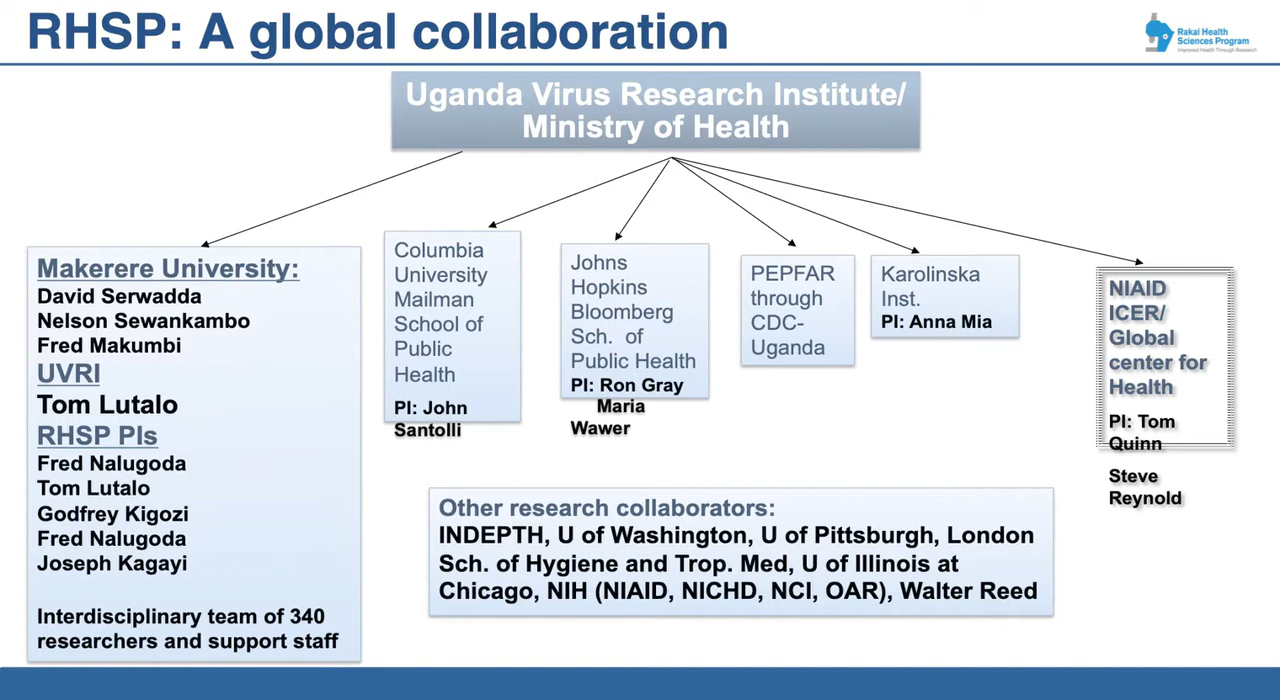 RHSP: A global collaboration
Rakai Health
Sciences Program
Improved Health Through Research
Uganda Virus Research Institute/
Ministry of Health
Makerere University:
David Serwadda
Nelson Sewankambo
Fred Makumbi
UVRI
Tom Lutalo
RHSP PIs
Fred Nalugoda
Tom Lutalo
Godfrey Kigozi
Fred Nalugoda
Joseph Kagayi
Interdisciplinary team of 340
researchers and support staff
Columbia
University
Mailman
School of
Public
Health
PI: John
Santolli
Johns
Hopkins
Bloomberg
Sch. of
Public Health
PI: Ron Gray
Maria
Wawer
PEPFAR
through
CDC-
Uganda
Karolinska
Inst.
PI: Anna Mia
NIAID
ICER/
Global
center for
Health
PI: Tom
Quinn
Steve
Reynold
Other research collaborators:
INDEPTH, U of Washington, U of Pittsburgh, London
Sch. of Hygiene and Trop. Med, U of Illinois at
Chicago, NIH (NIAID, NICHD, NCI, OAR), Walter Reed